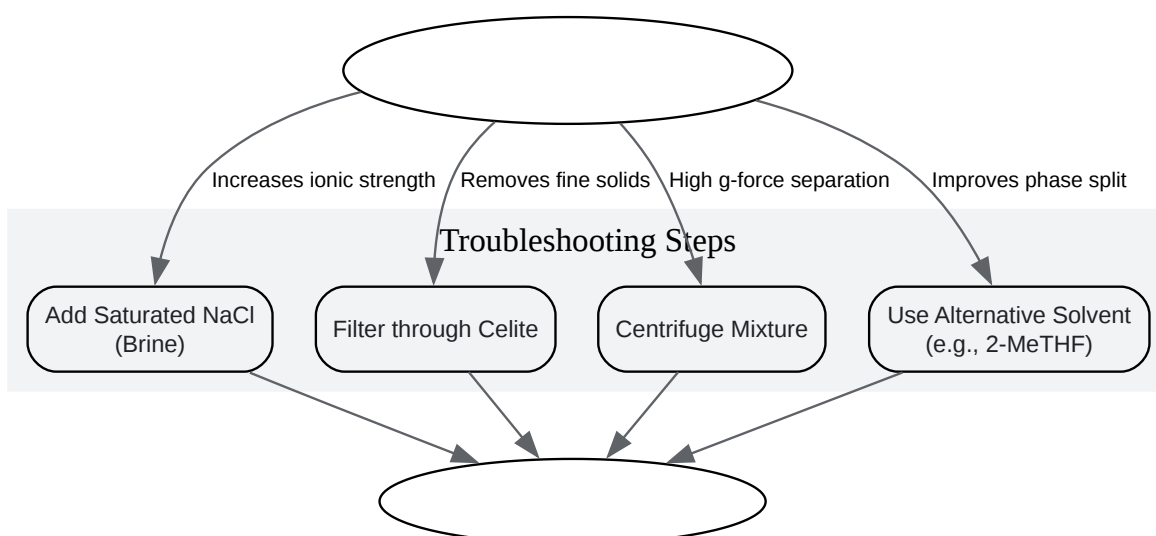 Increases ionic strength
Removes fine solids
High g-force separation
Improves phase split
Troubleshooting Steps
Add Saturated NaCl
(Brine)
Filter through Celite
Centrifuge Mixture
Use Alternative Solvent
(e.g., 2-MeTHF)